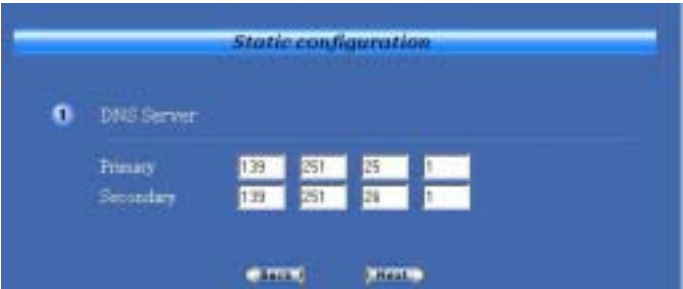 Static configuration
1 DNS Server
Primary 139 251 25 1
Secondary 139 251 26 1
Back Next